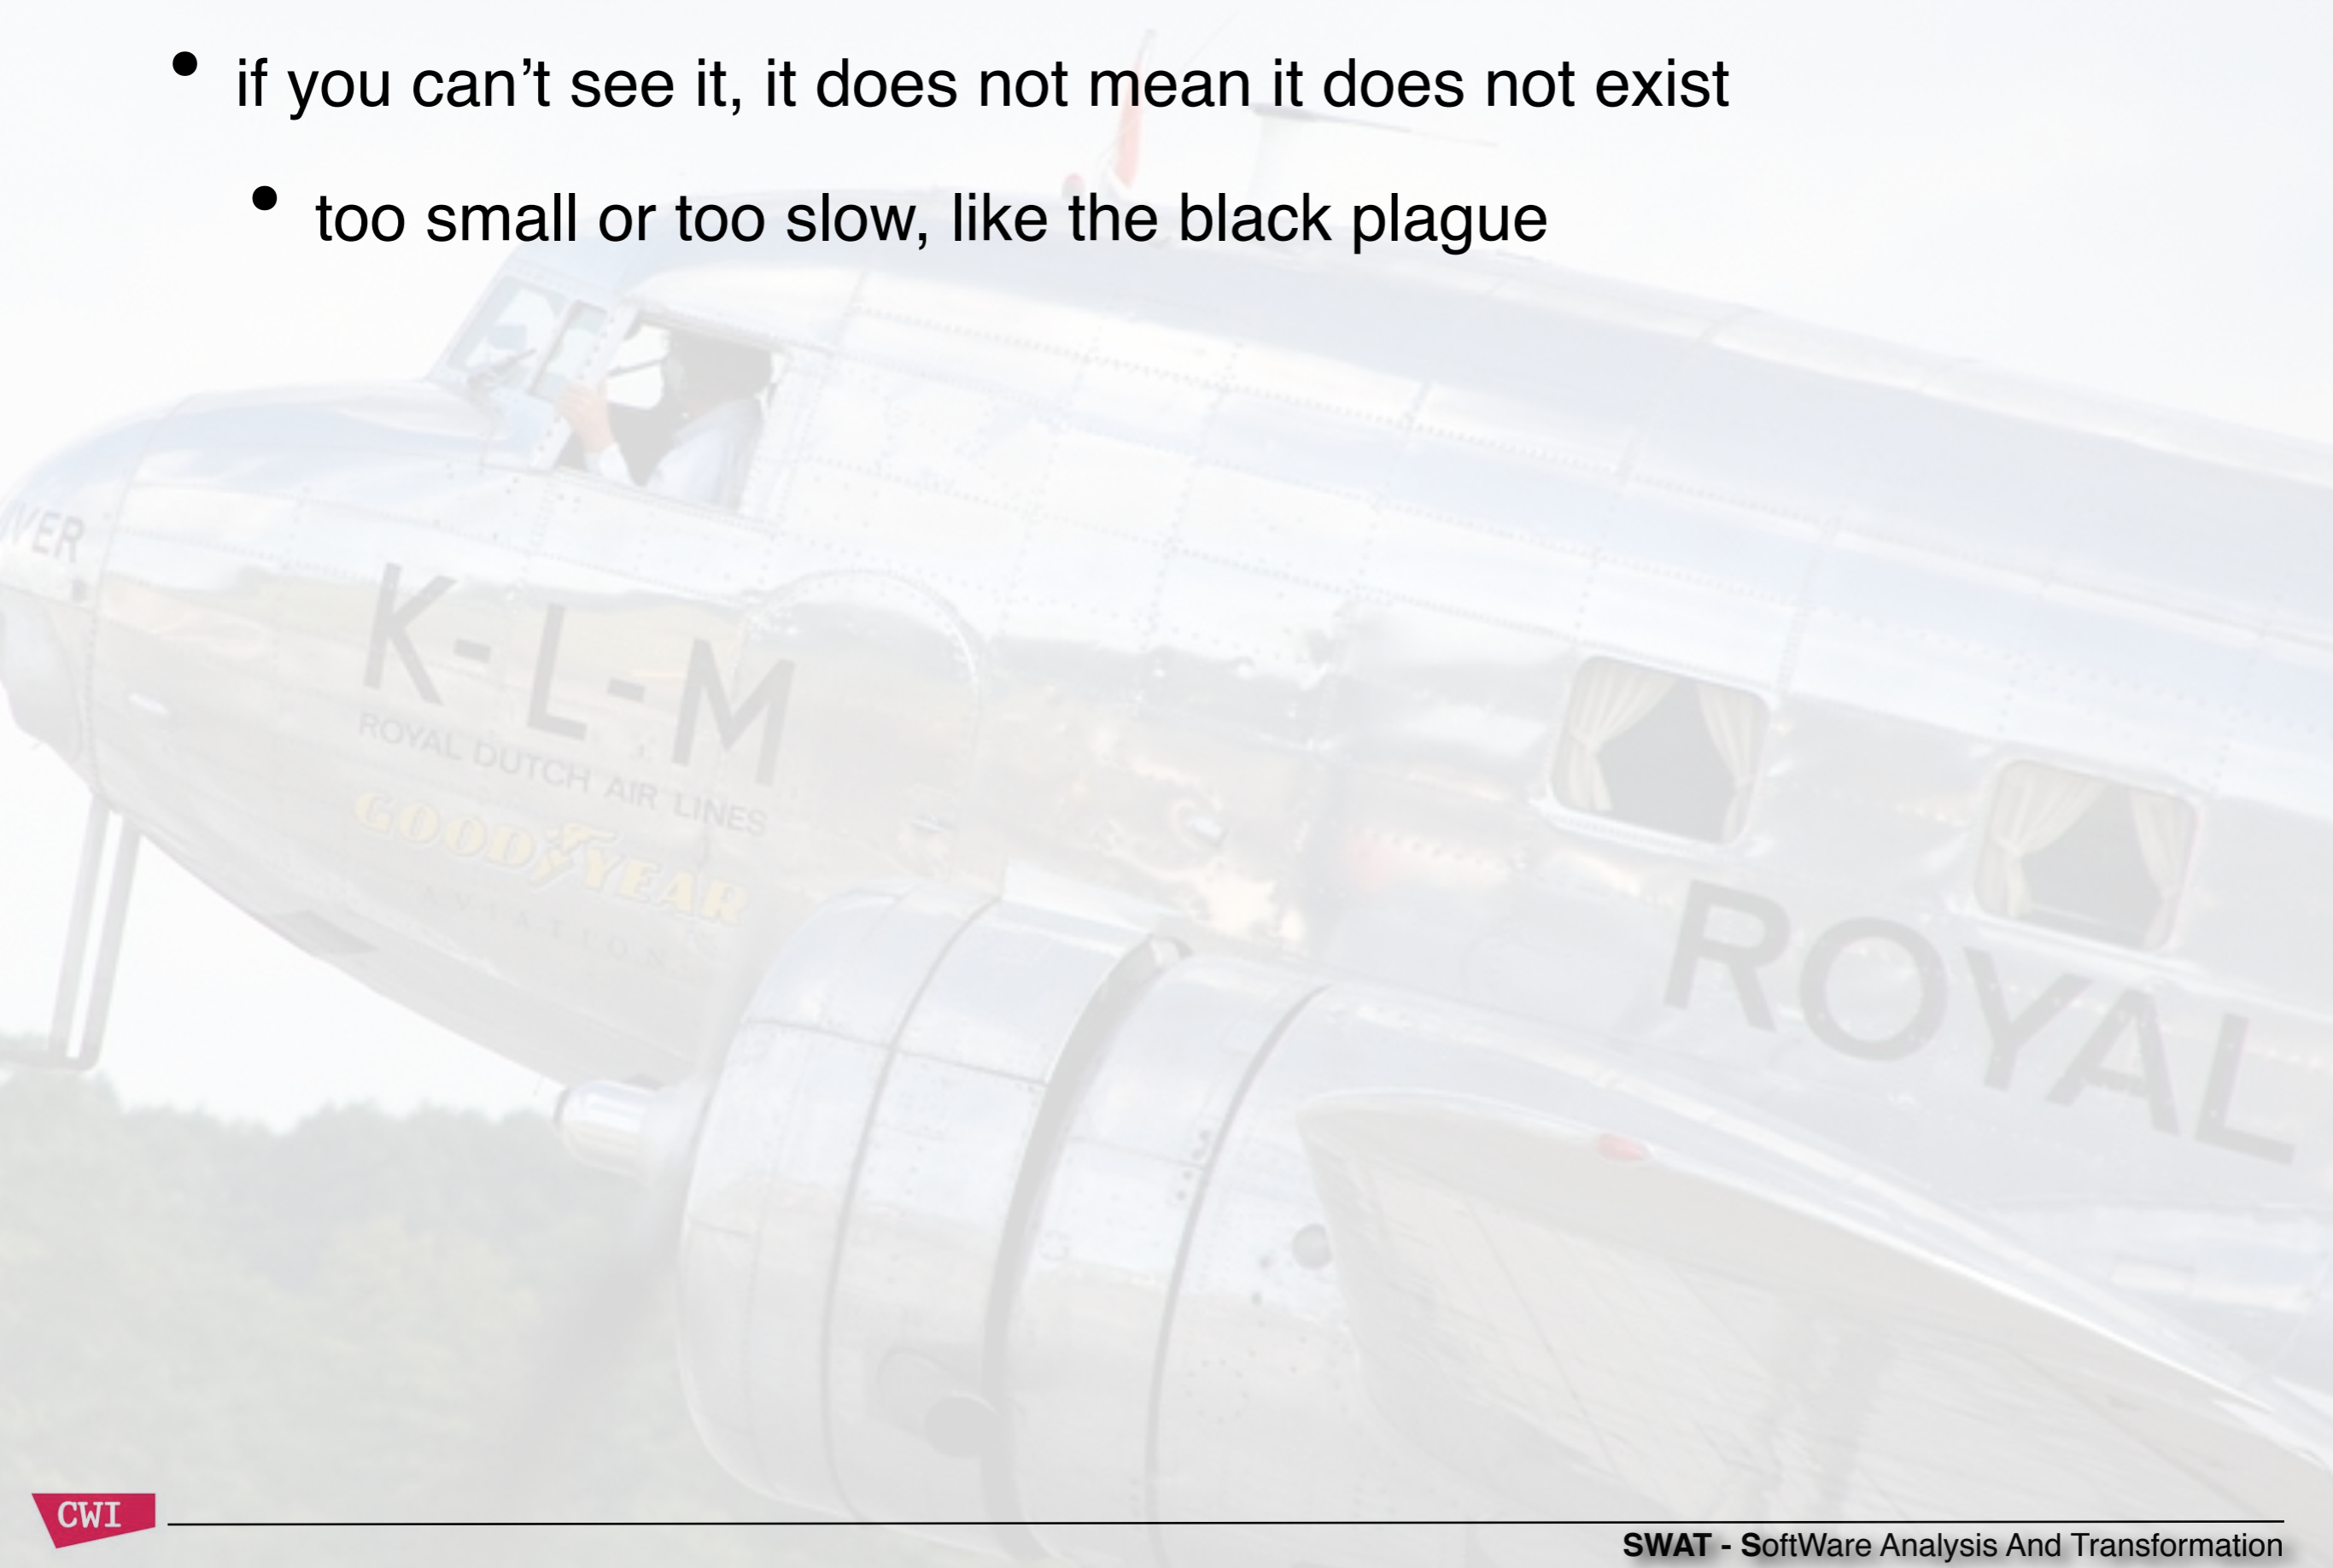 • if you can’t see it, it does not mean it does not exist
• too small or too slow, like the black plague
VER
K-L-M
ROYAL DUTCH AIR LINES
GOODYEAR
AVIATION
ROYAL
CWI
SWAT - SoftWare Analysis And Transformation